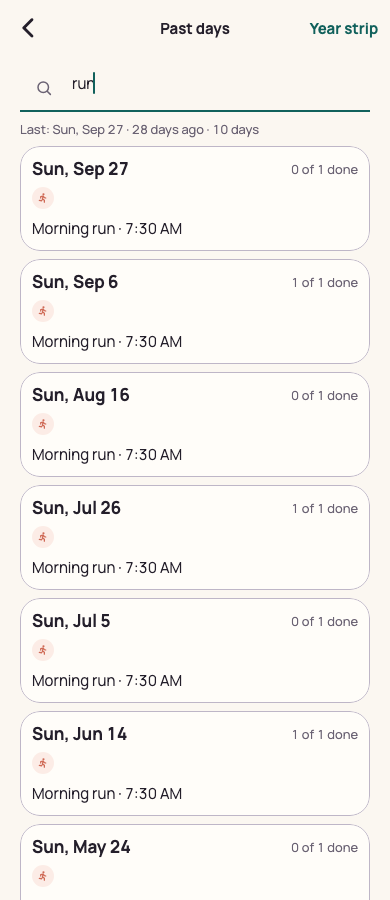 Past days
Year strip
run
Last: Sun, Sep 27 · 28 days ago · 10 days
Sun, Sep 27
0 of 1 done
Morning run · 7:30 AM
Sun, Sep 6
1 of 1 done
Morning run · 7:30 AM
Sun, Aug 16
0 of 1 done
Morning run · 7:30 AM
Sun, Jul 26
1 of 1 done
Morning run · 7:30 AM
Sun, Jul 5
0 of 1 done
Morning run · 7:30 AM
Sun, Jun 14
1 of 1 done
Morning run · 7:30 AM
Sun, May 24
0 of 1 done